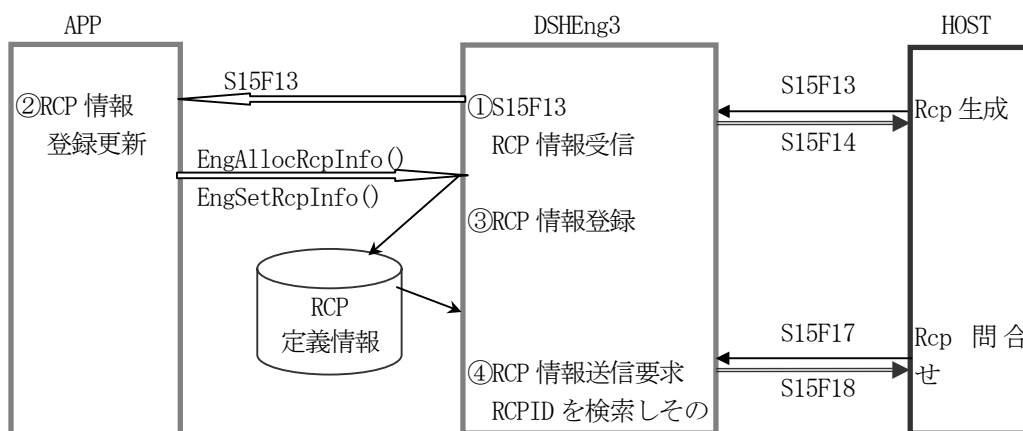 APP
DSHEng3
HOST
S15F13
②RCP 情報
登録更新
EngAllocRcpInfo()
EngSetRcpInfo()
RCP
定義情報
①S15F13
RCP 情報受信
③RCP 情報登録
④RCP 情報送信要求
RCPID を検索しその
S15F13
S15F14
Rcp 生成
S15F17
S15F18
Rcp 問合
せ